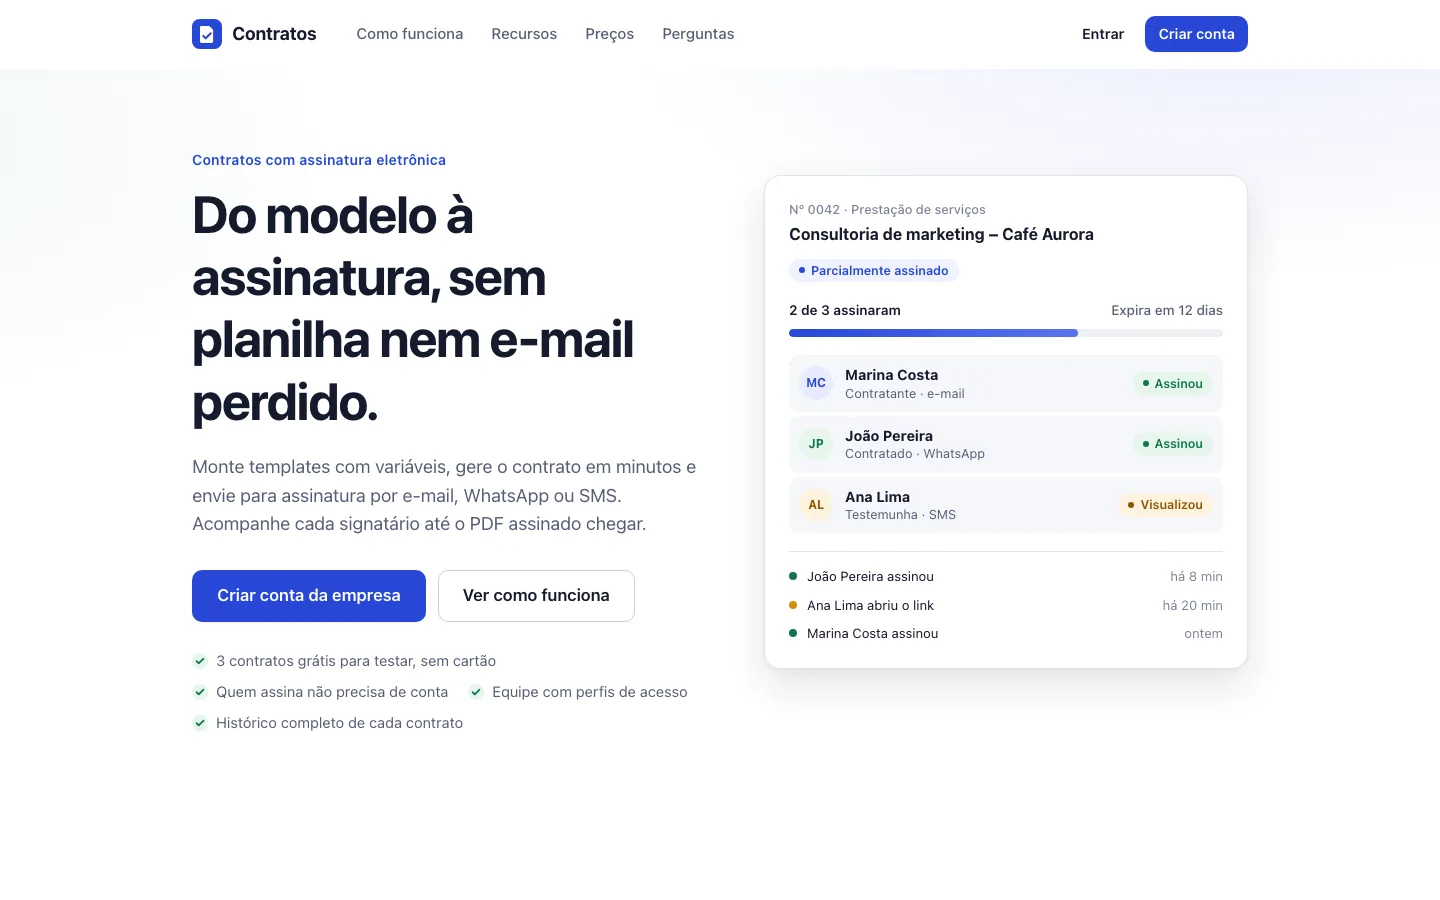 Contratos
Como funciona
Recursos
Preços
Perguntas
Entrar
Criar conta
Contratos com assinatura eletrônica
Do modelo à
assinatura, sem
planilha nem e-mail
perdido.
Monte templates com variáveis, gere o contrato em minutos e
envie para assinatura por e-mail, WhatsApp ou SMS.
Acompanhe cada signatário até o PDF assinado chegar.
Criar conta da empresa
Ver como funciona
3 contratos grátis para testar, sem cartão
Quem assina não precisa de conta
Equipe com perfis de acesso
Histórico completo de cada contrato
Nº 0042 · Prestação de serviços
Consultoria de marketing – Café Aurora
Parcialmente assinado
2 de 3 assinaram
Expira em 12 dias
MC
Marina Costa
Contratante · e-mail
Assinou
JP
João Pereira
Contratado · WhatsApp
Assinou
AL
Ana Lima
Testemunha · SMS
Visualizou
João Pereira assinou
há 8 min
Ana Lima abriu o link
há 20 min
Marina Costa assinou
ontem